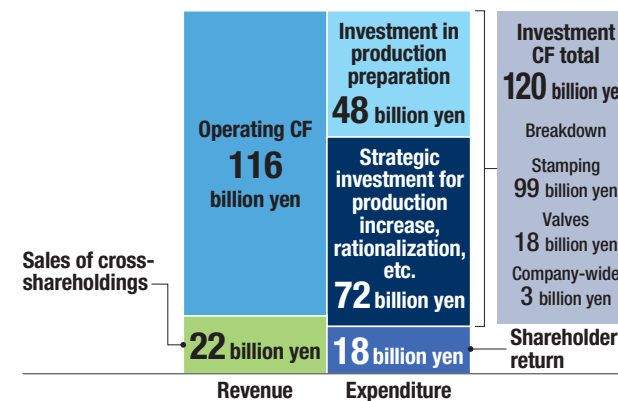 Operating CF
116
billion yen
Sales of cross-
shareholdings
22 billion yen
Revenue
Investment in
production
preparation
48 billion yen
Strategic
investment for
production
increase,
rationalization,
etc.
72 billion yen
18 billion yen
Expenditure
Investment
CF total
120 billion ye
Breakdown
Stamping
99 billion yen
Valves
18 billion yen
Company-wide
3 billion yen
Shareholder
return